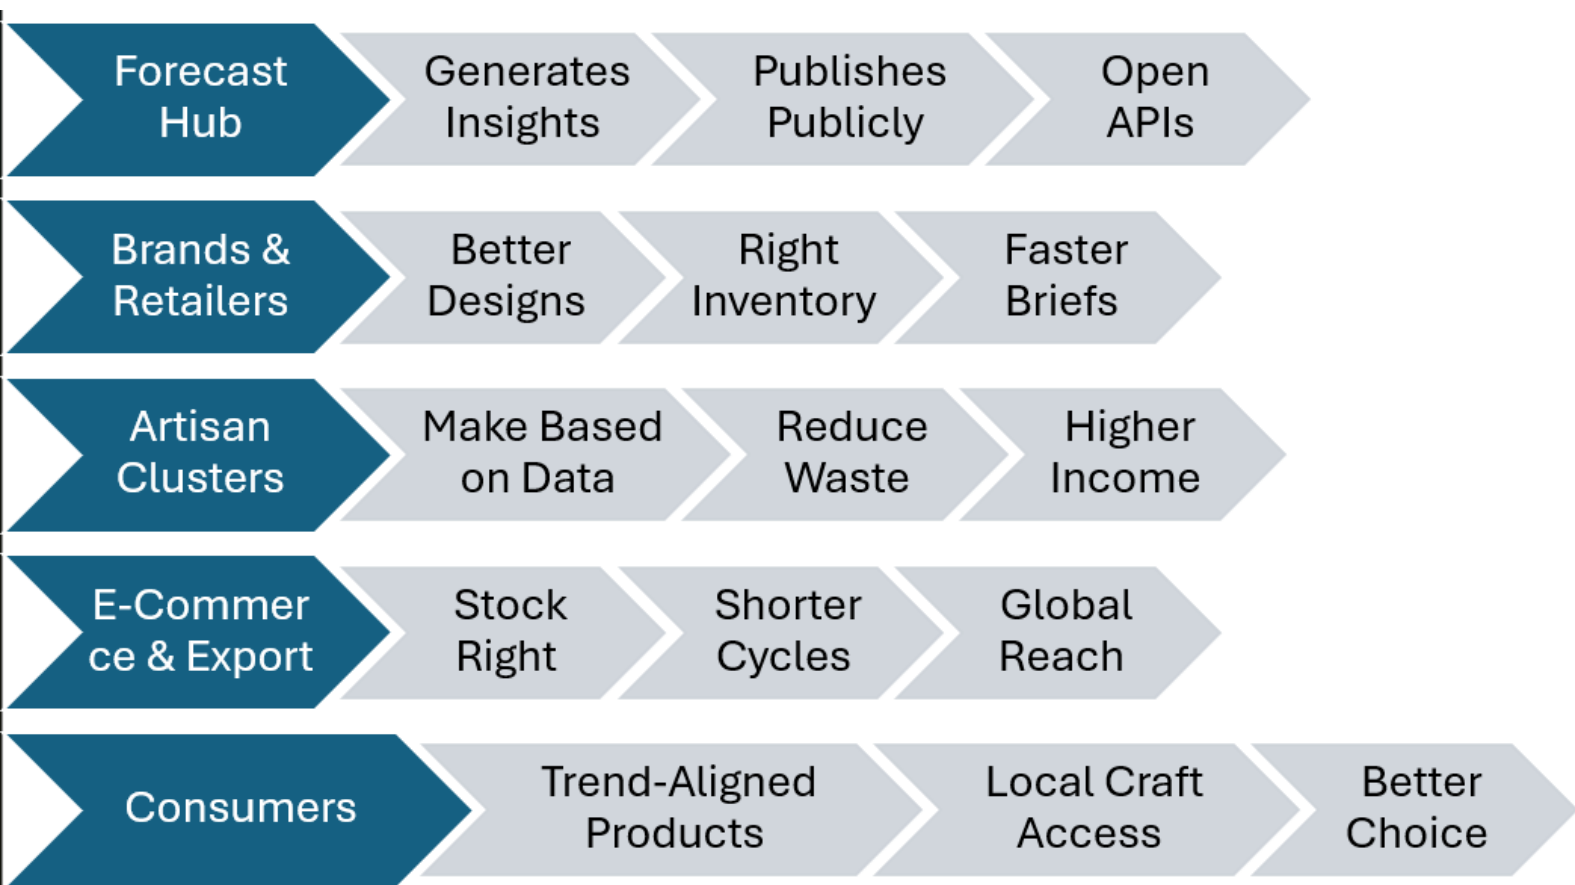 Forecast
Hub
Generates
Insights
Publishes
Publicly
Open
APIs
Brands &
Retailers
Better
Designs
Right
Inventory
Faster
Briefs
Artisan
Clusters
Make Based
on Data
Reduce
Waste
Higher
Income
E-Commer
ce & Export
Stock
Right
Shorter
Cycles
Global
Reach
Consumers
Trend-Aligned
Products
Local Craft
Access
Better
Choice